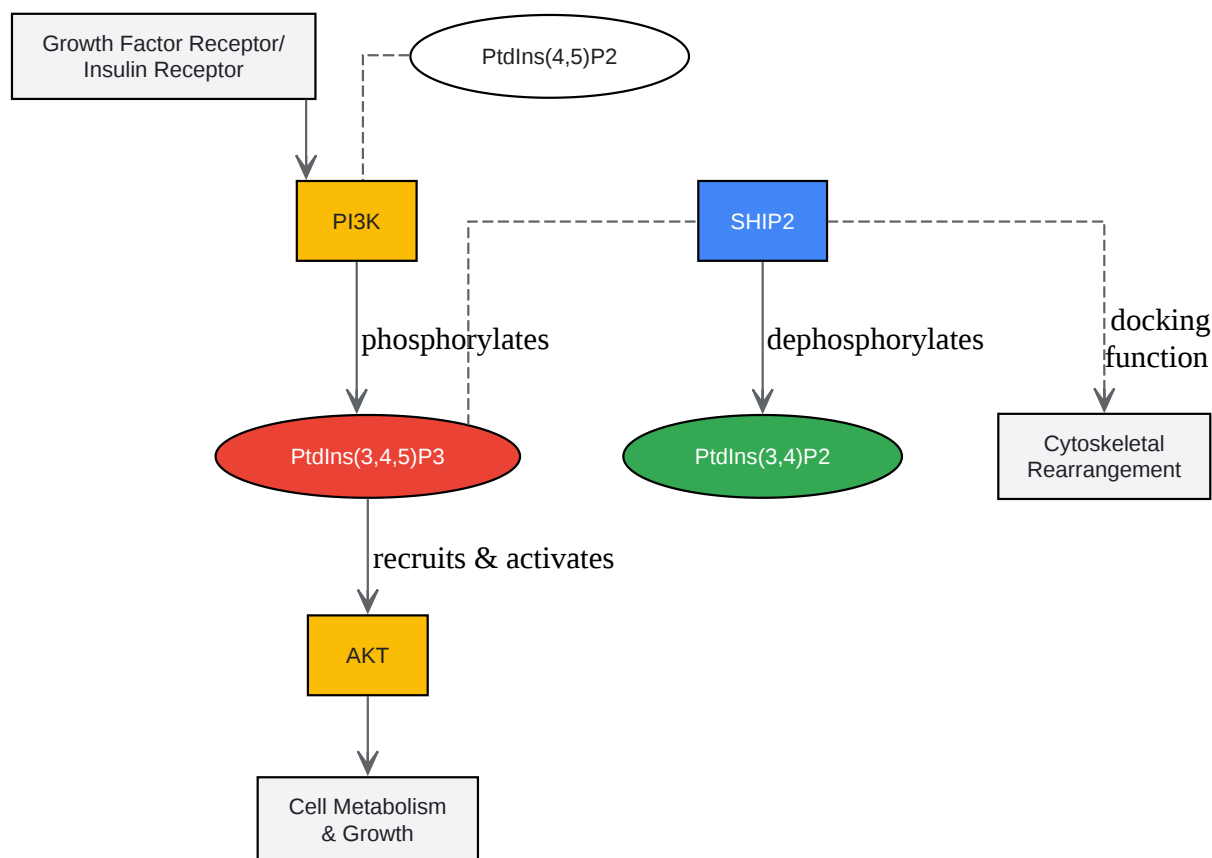 Growth Factor Receptor/
Insulin Receptor
PtdIns(4,5)P2
PI3K
SHIP2
phosphorylates
dephosphorylates
docking
function
PtdIns(3,4,5)P3
PtdIns(3,4)P2
Cytoskeletal
Rearrangement
recruits & activates
AKT
Cell Metabolism
& Growth